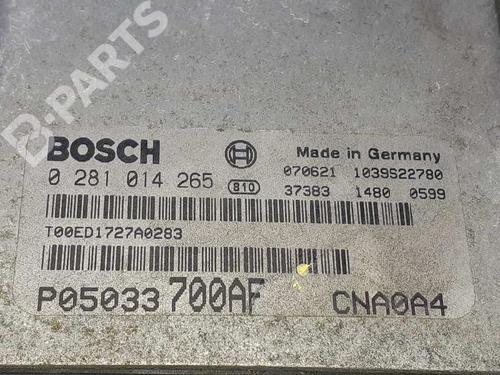 B-PARTS
BOSCH
Made in Germany
0 281 014 265
810
070621 1039S22780
37383 1480 0599
T00ED1727A0283
P05033700AF CNA0A4